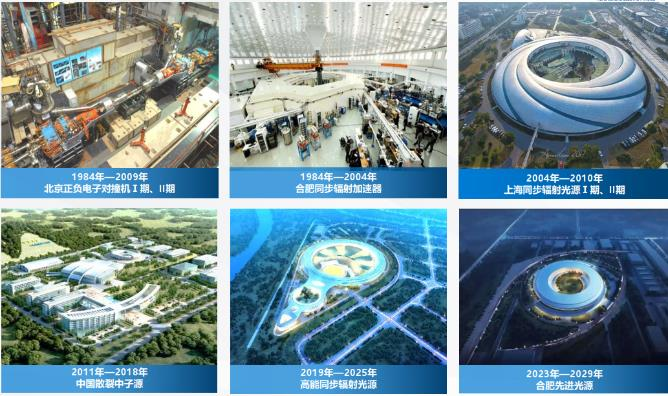 1984年—2009年
北京正负电子对撞机Ⅰ期、II期
1984年—2004年
合肥同步辐射加速器
2004年—2010年
上海同步辐射光源Ⅰ期、II期
2011年—2018年
中国散裂中子源
2019年—2025年
高能同步辐射光源
2023年—2029年
合肥先进光源